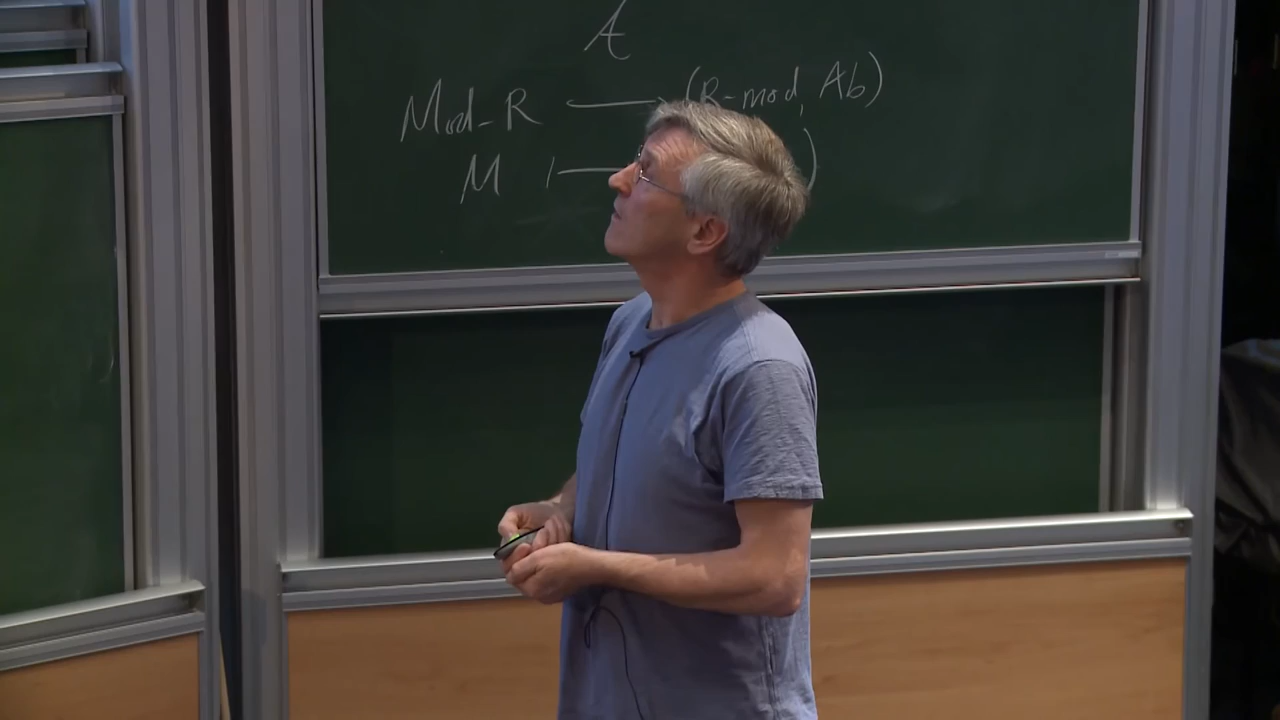 Mod-R ⟶ (R-mod, Ab)
M ⟼ )